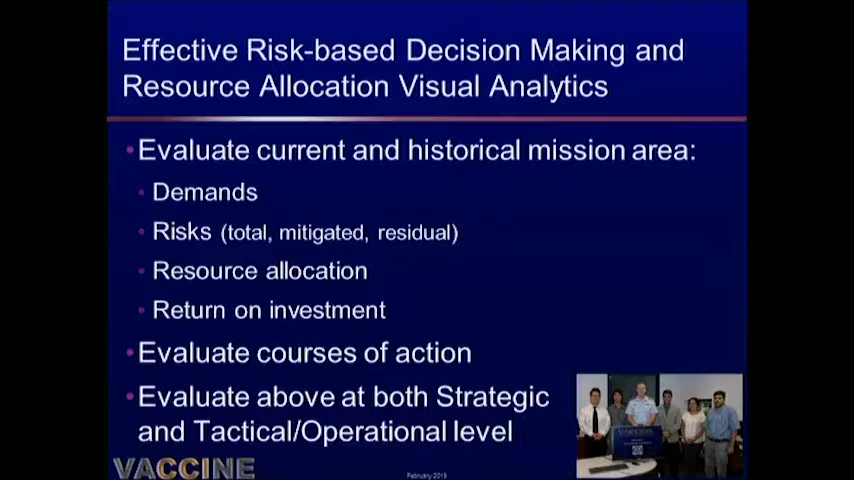 Effective Risk-based Decision Making and
Resource Allocation Visual Analytics
•Evaluate current and historical mission area:
• Demands
• Risks (total, mitigated, residual)
• Resource allocation
• Return on investment
•Evaluate courses of action
•Evaluate above at both Strategic
and Tactical/Operational level
VACCINE
February 2015